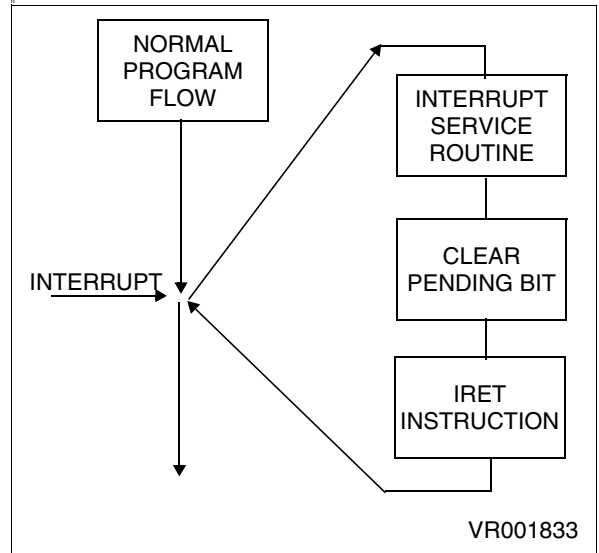 NORMAL
PROGRAM
FLOW
INTERRUPT
SERVICE
ROUTINE
INTERRUPT
CLEAR
PENDING BIT
IRET
INSTRUCTION
VR001833